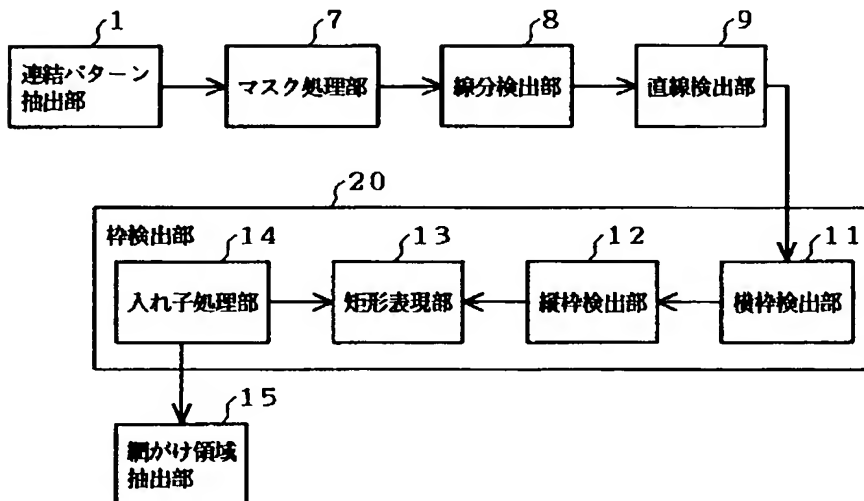 1
連結パターン
抽出部
7
マスク処理部
8
線分検出部
9
直線検出部
20
枠検出部
14
入れ子処理部
13
矩形表現部
12
縦枠検出部
11
横枠検出部
15
網がけ領域
抽出部